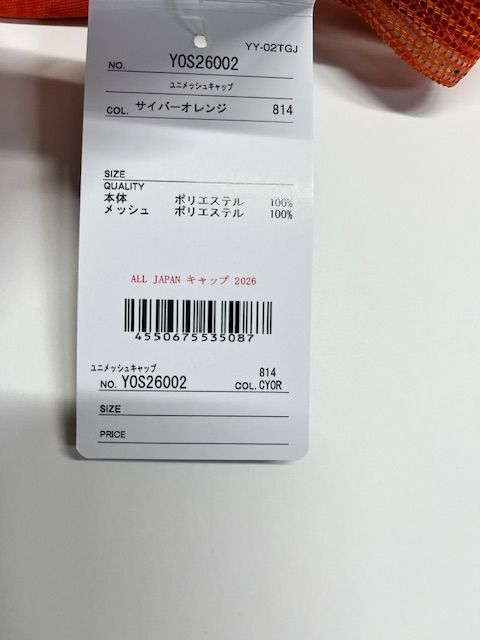 YY-02TGJ
NO. YOS26002
ユニメッシュキャップ
COL. サイバーオレンジ 814
SIZE
QUALITY
本体 ポリエステル 100%
メッシュ ポリエステル 100%
ALL JAPAN キャップ 2026
4550675535087
ユニメッシュキャップ 814
NO. YOS26002 COL. CYOR
SIZE
PRICE